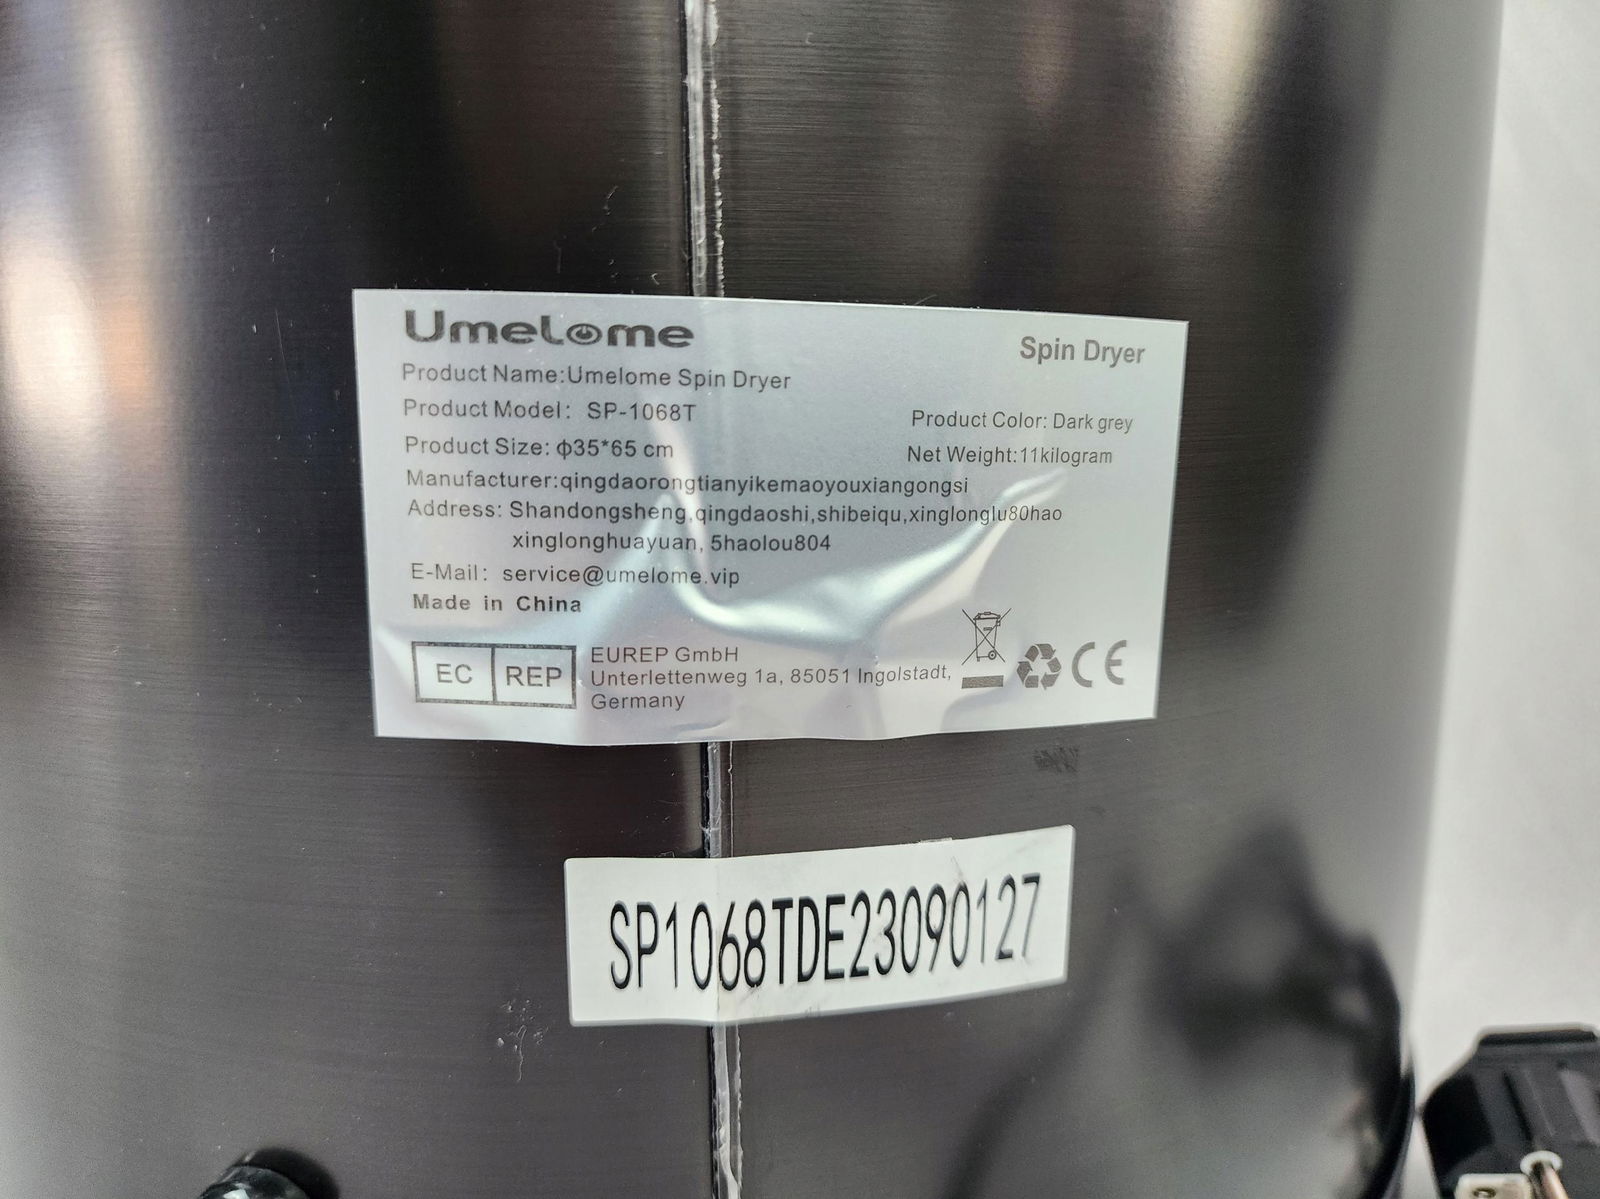 Umelome
Spin Dryer
Product Name:Umelome Spin Dryer
Product Model: SP-1068T
Product Color: Dark grey
Product Size: ϕ35*65 cm
Net Weight:11kilogram
Manufacturer:qingdaorongtianyikemaoyouxiangongsi
Address: Shandongsheng,qingdaoshi,shibeiqu,xinglonglu80hao
xinglonghuayuan, 5haolou804
E-Mail: service@umelome.vip
Made in China
EC REP
EUREP GmbH
Unterlettenweg 1a, 85051 Ingolstadt,
Germany
CE
SP1068TDE23090127